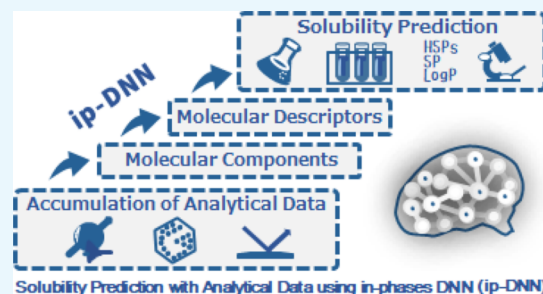 Solubility Prediction
HSPs
SP
LogP
ip-DNN
Molecular Descriptors
Molecular Components
Accumulation of Analytical Data
Solubility Prediction with Analytical Data using in-phases DNN (ip-DNN)